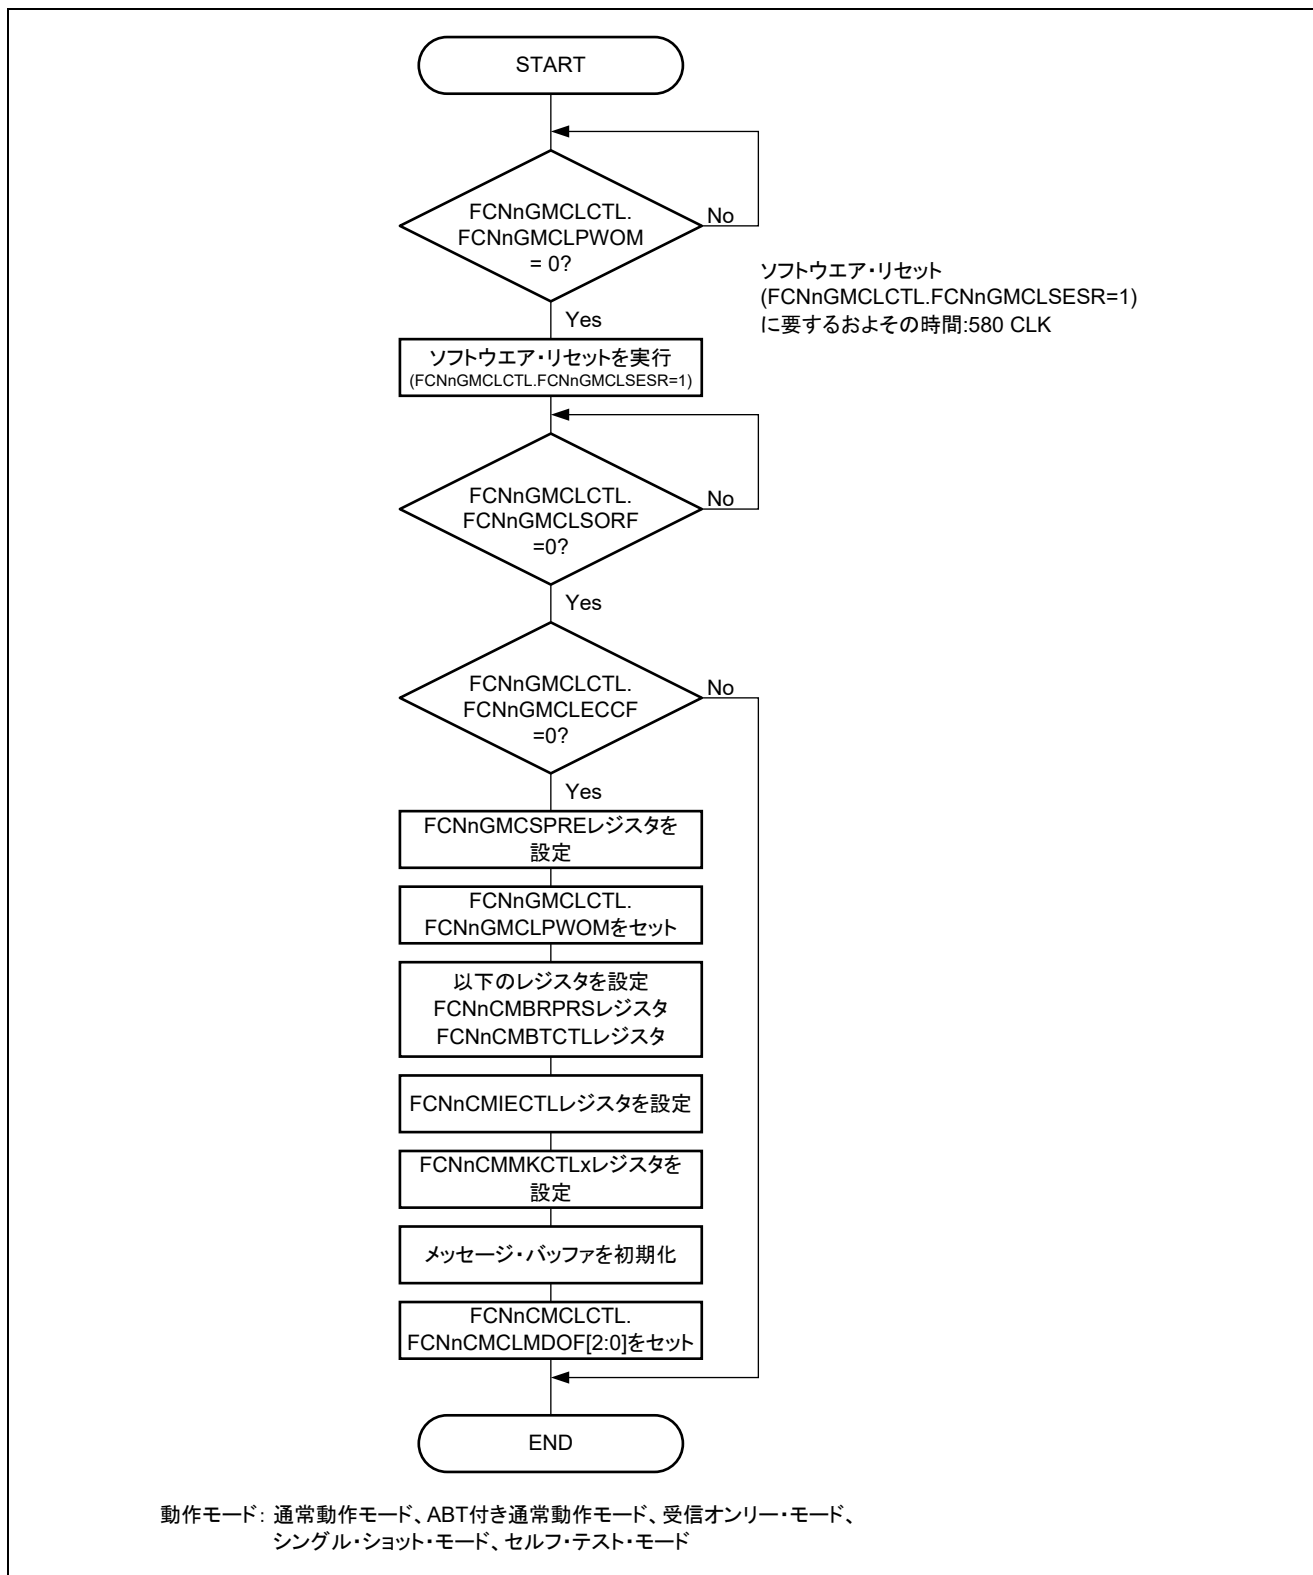 START
FCNnGMCLCTL.
FCNnGMCLPWOM
= 0?
No
Yes
ソフトウエア・リセット
(FCNnGMCLCTL.FCNnGMCLSESR=1)
に要するおよその時間:580 CLK
ソフトウエア・リセットを実行
(FCNnGMCLCTL.FCNnGMCLSESR=1)
FCNnGMCLCTL.
FCNnGMCLSORF
=0?
No
Yes
FCNnGMCLCTL.
FCNnGMCLECCF
=0?
No
Yes
FCNnGMCSPREレジスタを
設定
FCNnGMCLCTL.
FCNnGMCLPWOMをセット
以下のレジスタを設定
FCNnCMBRPRSレジスタ
FCNnCMBTCTLレジスタ
FCNnCMIECTLレジスタを設定
FCNnCMMKCTLxレジスタを
設定
メッセージ・バッファを初期化
FCNnCMCLCTL.
FCNnCMCLMDOF[2:0]をセット
END
動作モード: 通常動作モード、ABT付き通常動作モード、受信オンリー・モード、
シングル・ショット・モード、セルフ・テスト・モード